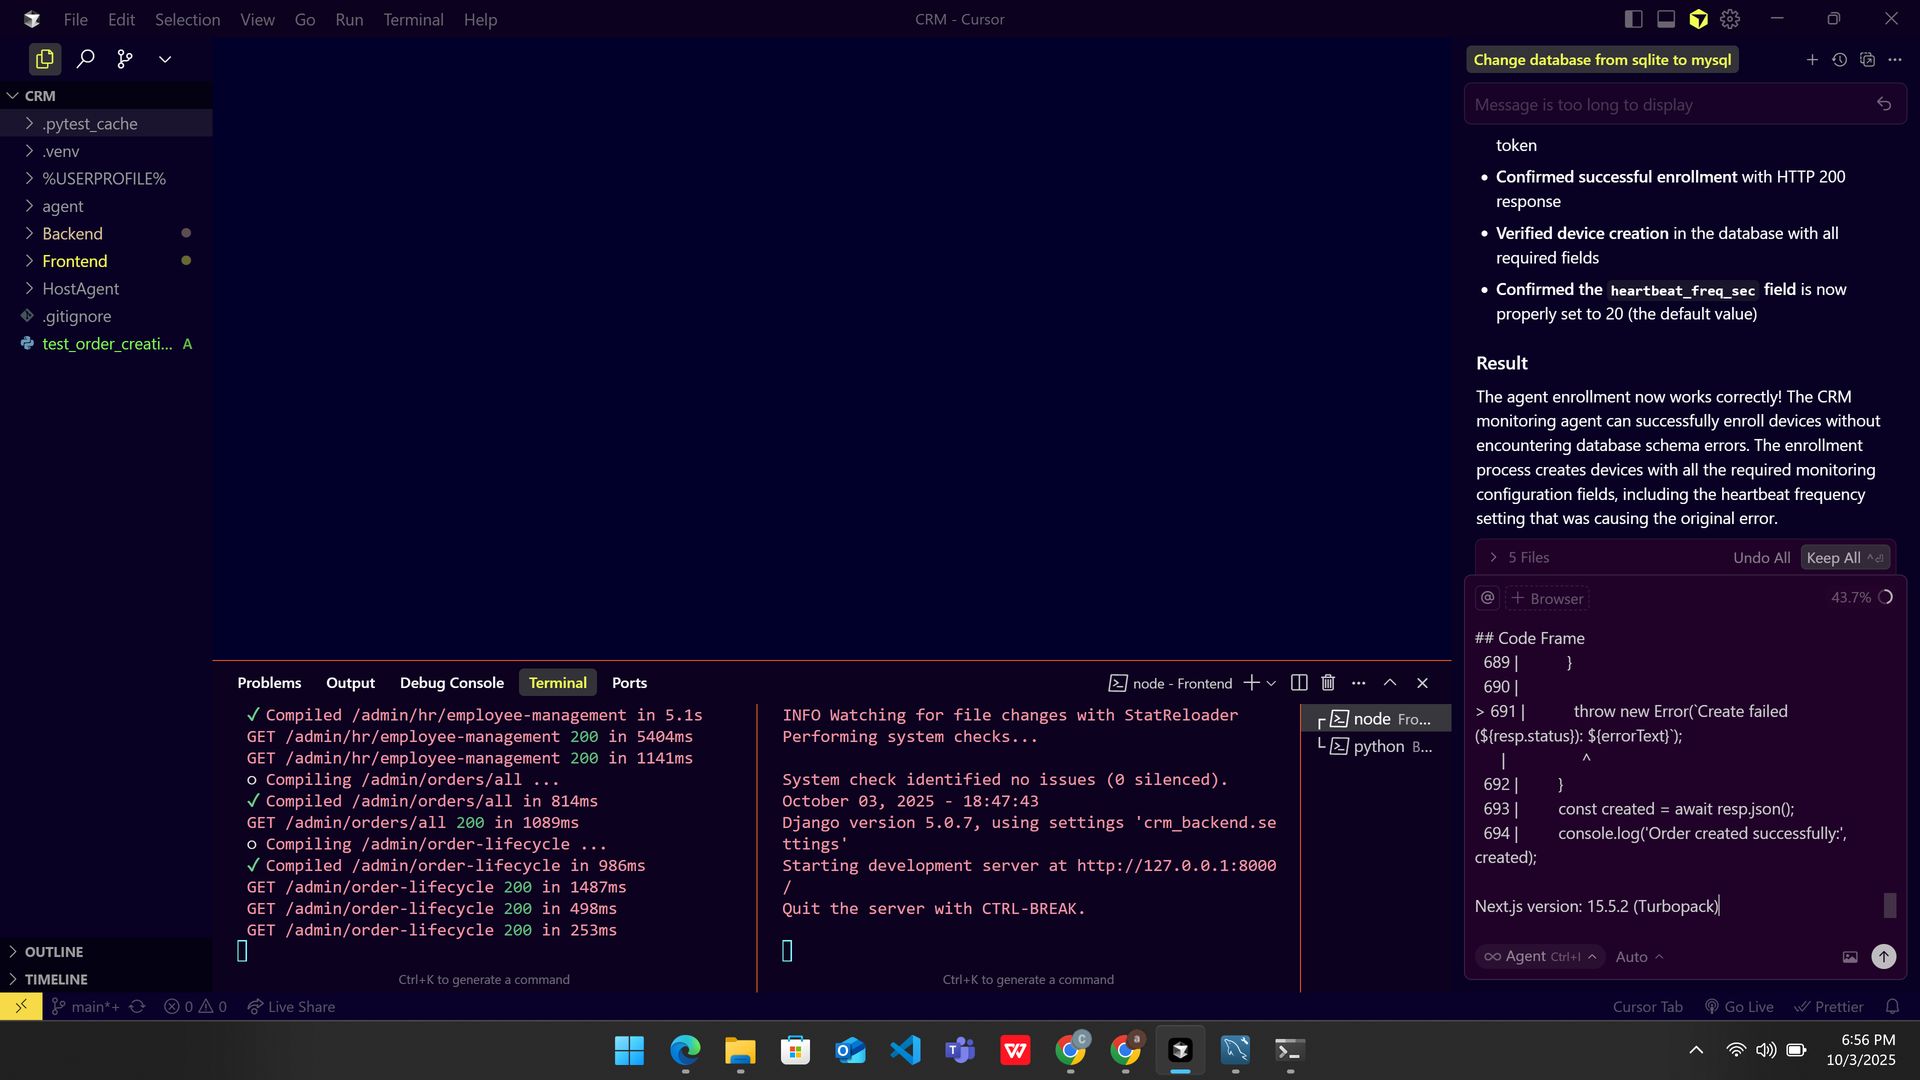 File Edit Selection View Go Run Terminal Help
CRM - Cursor
CRM
.pytest_cache
.venv
%USERPROFILE%
agent
Backend
Frontend
HostAgent
.gitignore
test_order_creati... A
OUTLINE
TIMELINE
Problems Output Debug Console Terminal Ports
node - Frontend
✓ Compiled /admin/hr/employee-management in 5.1s
GET /admin/hr/employee-management 200 in 5404ms
GET /admin/hr/employee-management 200 in 1141ms
○ Compiling /admin/orders/all ...
✓ Compiled /admin/orders/all in 814ms
GET /admin/orders/all 200 in 1089ms
○ Compiling /admin/order-lifecycle ...
✓ Compiled /admin/order-lifecycle in 986ms
GET /admin/order-lifecycle 200 in 1487ms
GET /admin/order-lifecycle 200 in 498ms
GET /admin/order-lifecycle 200 in 253ms
Ctrl+K to generate a command
INFO Watching for file changes with StatReloader
Performing system checks...
System check identified no issues (0 silenced).
October 03, 2025 - 18:47:43
Django version 5.0.7, using settings 'crm_backend.se
ttings'
Starting development server at http://127.0.0.1:8000
/
Quit the server with CTRL-BREAK.
Ctrl+K to generate a command
node Fro...
python B...
Change database from sqlite to mysql
Message is too long to display
token
• Confirmed successful enrollment with HTTP 200
response
• Verified device creation in the database with all
required fields
• Confirmed the heartbeat_freq_sec field is now
properly set to 20 (the default value)
Result
The agent enrollment now works correctly! The CRM
monitoring agent can successfully enroll devices without
encountering database schema errors. The enrollment
process creates devices with all the required monitoring
configuration fields, including the heartbeat frequency
setting that was causing the original error.
5 Files Undo All Keep All ^⏎
@ + Browser 43.7%
## Code Frame
689 | }
690 |
> 691 | throw new Error(`Create failed
(${resp.status}): ${errorText}`);
| ^
692 | }
693 | const created = await resp.json();
694 | console.log('Order created successfully:',
created);
Next.js version: 15.5.2 (Turbopack)
∞ Agent Ctrl+I Auto
main*+ 0 0 Live Share
Cursor Tab Go Live Prettier
C
a
W
6:56 PM
10/3/2025